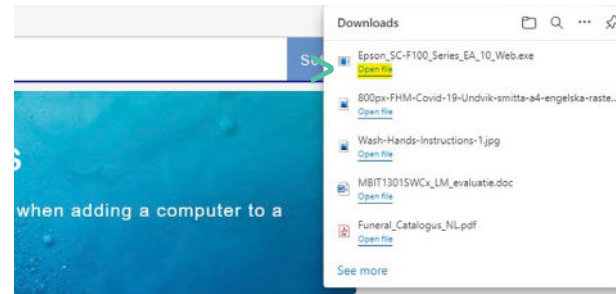 Downloads
Epson_SC-F100_Series_EA_10_Web.exe
Open file
800px-FHM-Covid-19-Undvik-smitta-a4-engelska-raste...
Open file
Wash-Hands-Instructions-1.jpg
Open file
MBIT1301SWCx_LM_evaluatie.doc
Open file
Funeral_Catalogus_NL.pdf
Open file
See more
when adding a computer to a